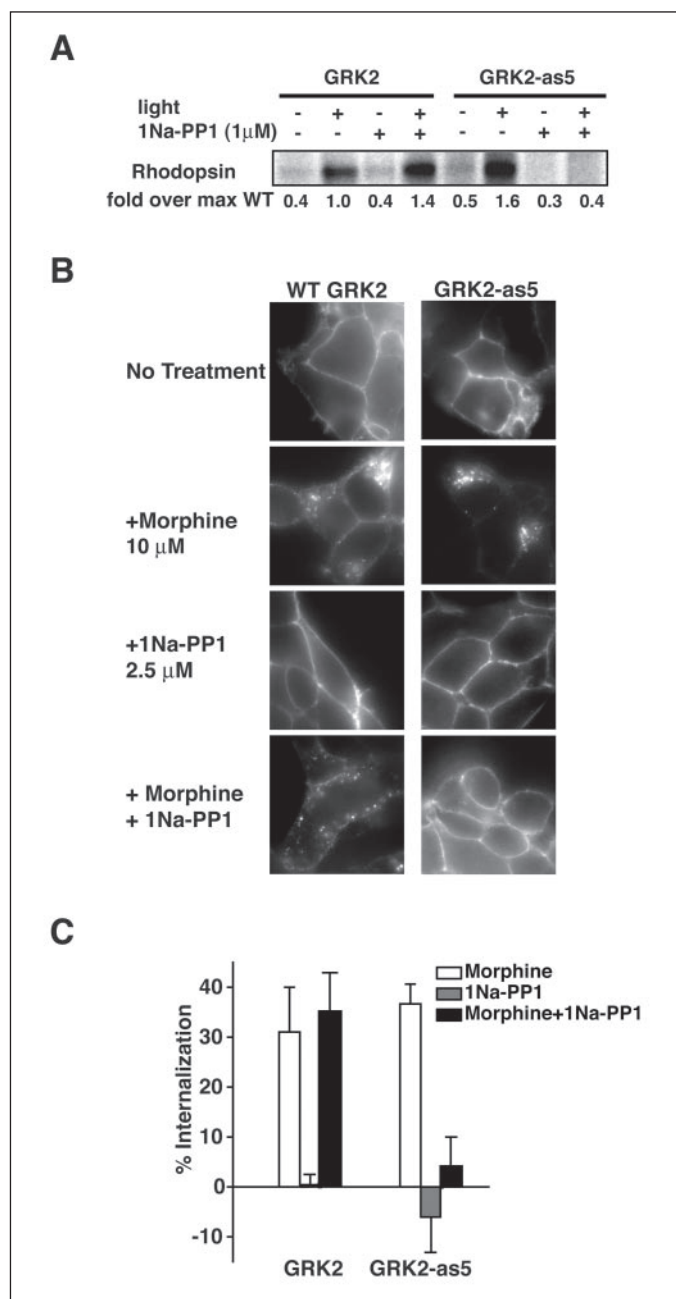 A
GRK2 GRK2-as5
light - + - + - + - +
1Na-PP1 (1μM) - - + + - - + +
Rhodopsin
fold over max WT 0.4 1.0 0.4 1.4 0.5 1.6 0.3 0.4
B
WT GRK2 GRK2-as5
No Treatment
+Morphine
10 μM
+1Na-PP1
2.5 μM
+ Morphine
+ 1Na-PP1
C
% Internalization
40
30
20
10
0
-10
Morphine
1Na-PP1
Morphine+1Na-PP1
GRK2 GRK2-as5